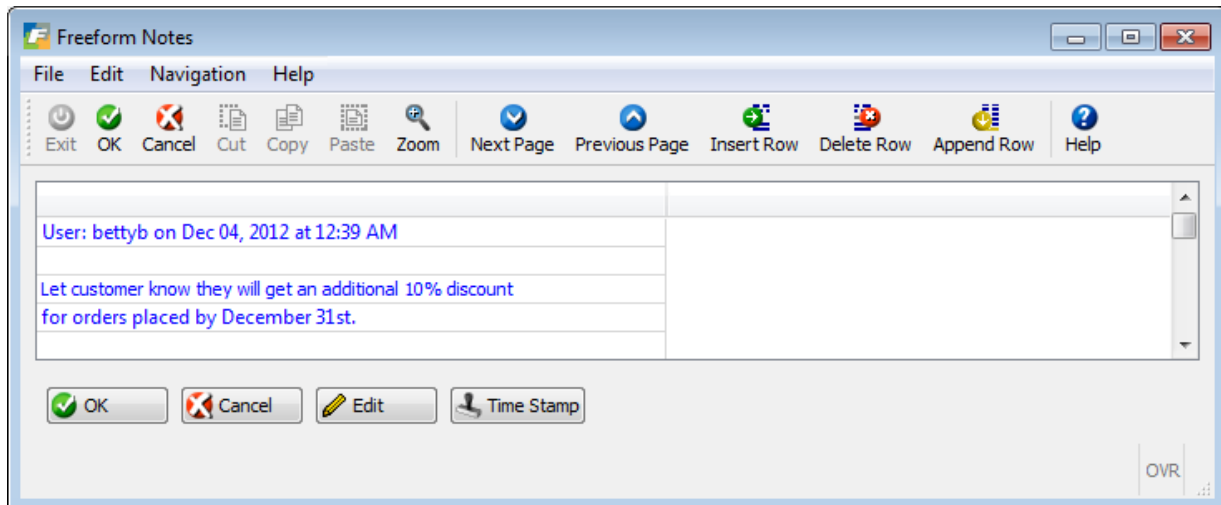 Freeform Notes
File Edit Navigation Help
Exit OK Cancel Cut Copy Paste Zoom Next Page Previous Page Insert Row Delete Row Append Row Help
User: bettyb on Dec 04, 2012 at 12:39 AM
Let customer know they will get an additional 10% discount
for orders placed by December 31st.
OK Cancel Edit Time Stamp
OVR